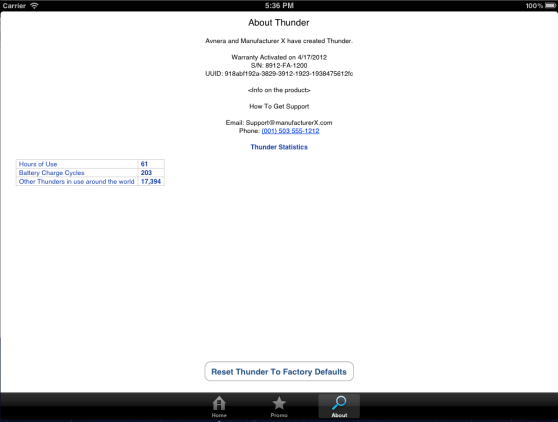 Carrier 5:36 PM 100%
About Thunder
Avnera and Manufacturer X have created Thunder.
Warranty Activated on 4/17/2012
S/N: 8912-FA-1200
UUID: 918abf192a-3829-3912-1923-1938475612fc
<Info on the product>
How To Get Support
Email: Support@manufacturerX.com
Phone: (001) 503 555-1212
Thunder Statistics
Hours of Use 61
Battery Charge Cycles 203
Other Thunders in use around the world 17,394
Reset Thunder To Factory Defaults
Home Promo About